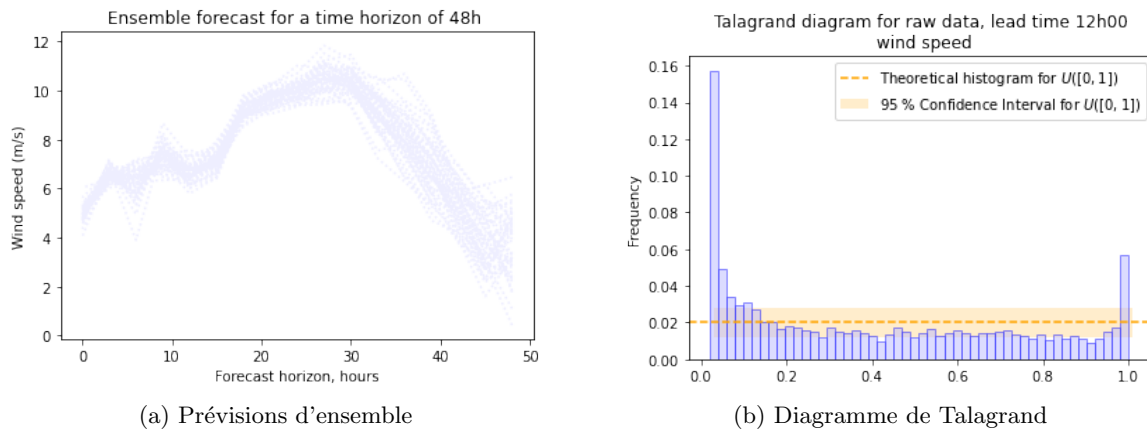 Ensemble forecast for a time horizon of 48h
12
10
8
6
4
2
0
Wind speed (m/s)
0
10
20
30
40
50
Forecast horizon, hours
(a) Prévisions d'ensemble
Talagrand diagram for raw data, lead time 12h00
wind speed
Theoretical histogram for U([0, 1])
95 % Confidence Interval for U([0, 1])
0.16
0.14
0.12
0.10
0.08
0.06
0.04
0.02
0.00
Frequency
0.0
0.2
0.4
0.6
0.8
1.0
(b) Diagramme de Talagrand